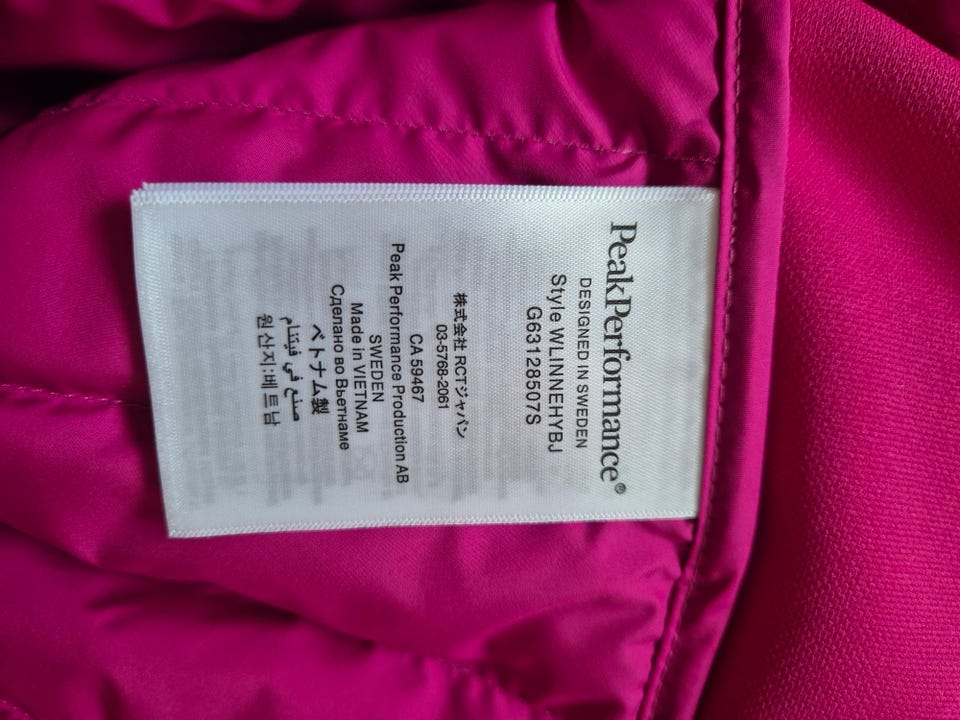 PeakPerformance®
DESIGNED IN SWEDEN
Style WLINNEHYBJ
G63128507S
株式会社 RCTジャパン
03-5768-2061
CA 59467
Peak Performance Production AB
SWEDEN
Made in VIETNAM
Сделано во Вьетнаме
ベトナム製
صنع في فيتنام
원산지:베트남